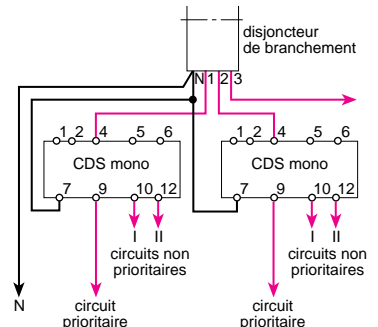 disjoncteur
de branchement
N 1 2 3
1 2 4 5 6
1 2 4 5 6
CDS mono
CDS mono
7 9 10 12
7 9 10 12
I II
I II
circuits non
prioritaires
circuits non
prioritaires
N
circuit
prioritaire
circuit
prioritaire